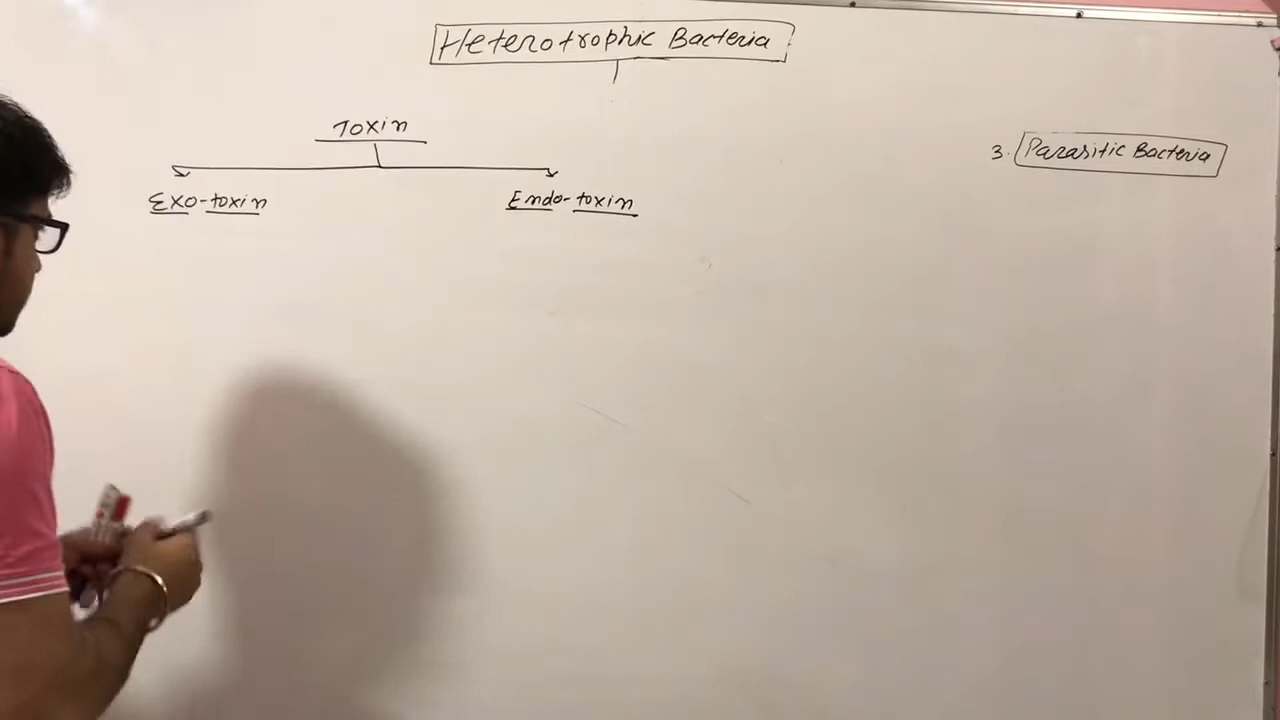 Heterotrophic Bacteria
Toxin
3. Parasitic Bacteria
Exo-toxin
Endo-toxin